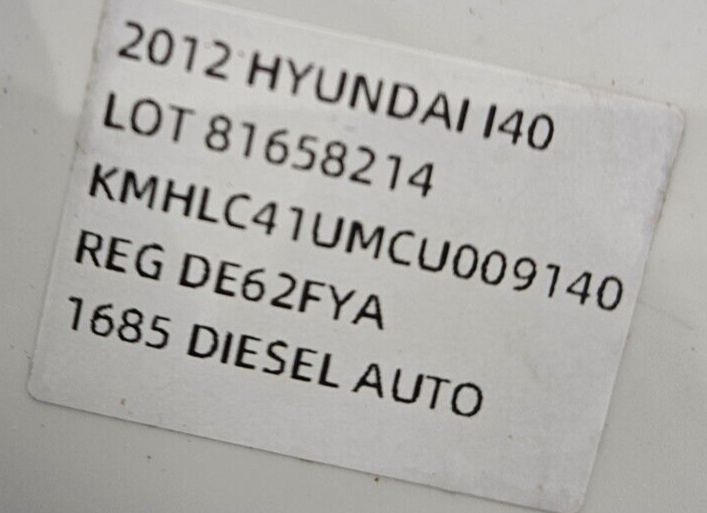 2012 HYUNDAI I40
LOT 81658214
KMHLC41UMCU009140
REG DE62FYA
1685 DIESEL AUTO